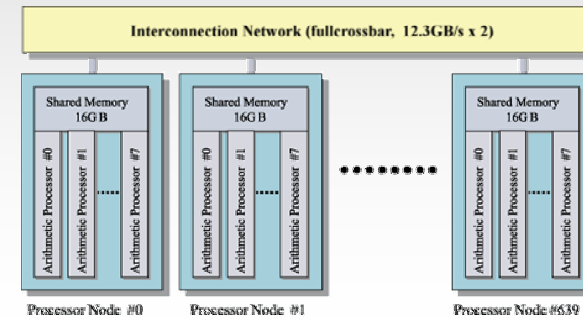 Interconnection Network (fullcrossbar, 12.3GB/s x 2)
Shared Memory
16GB
Arithmetic Processor #0
Arithmetic Processor #1
......
Arithmetic Processor #7
Processor Node #0
Shared Memory
16GB
Arithmetic Processor #0
Arithmetic Processor #1
......
Arithmetic Processor #7
Processor Node #1
Shared Memory
16GB
Arithmetic Processor #0
Arithmetic Processor #1
......
Arithmetic Processor #7
Processor Node #639